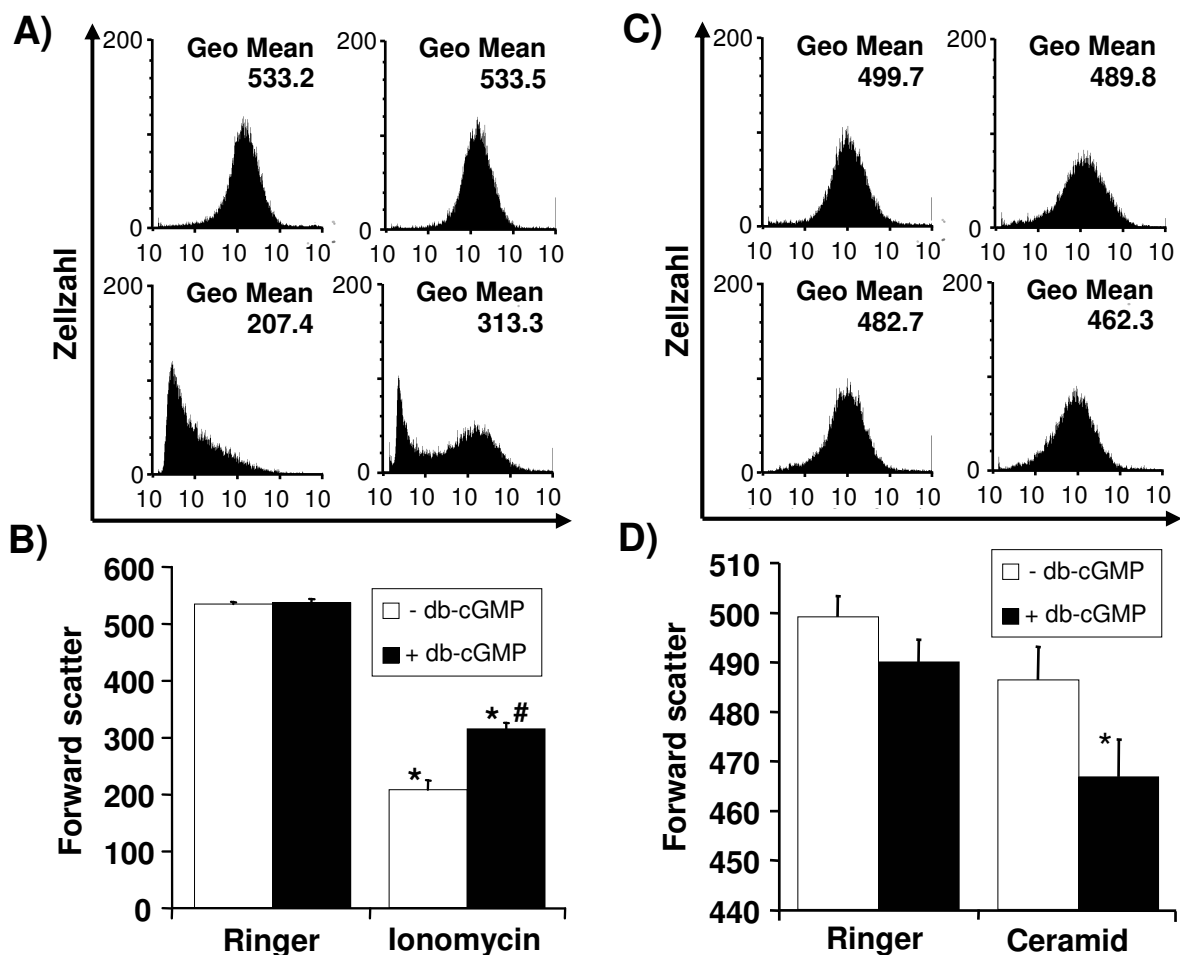 A)
200
Geo Mean
533.2
0
10 10 10 10 10
200
Geo Mean
533.5
0
10 10 10 10 10
200
Geo Mean
207.4
0
10 10 10 10 10
200
Geo Mean
313.3
0
10 10 10 10 10
Zellzahl
C)
200
Geo Mean
499.7
0
10 10 10 10 10
200
Geo Mean
489.8
0
10 10 10 10 10
200
Geo Mean
482.7
0
10 10 10 10 10
200
Geo Mean
462.3
0
10 10 10 10 10
Zellzahl
B)
Forward scatter
600
500
400
300
200
100
0
- db-cGMP
+ db-cGMP
*
* #
Ringer
Ionomycin
D)
Forward scatter
510
500
490
480
470
460
450
440
- db-cGMP
+ db-cGMP
*
Ringer
Ceramid